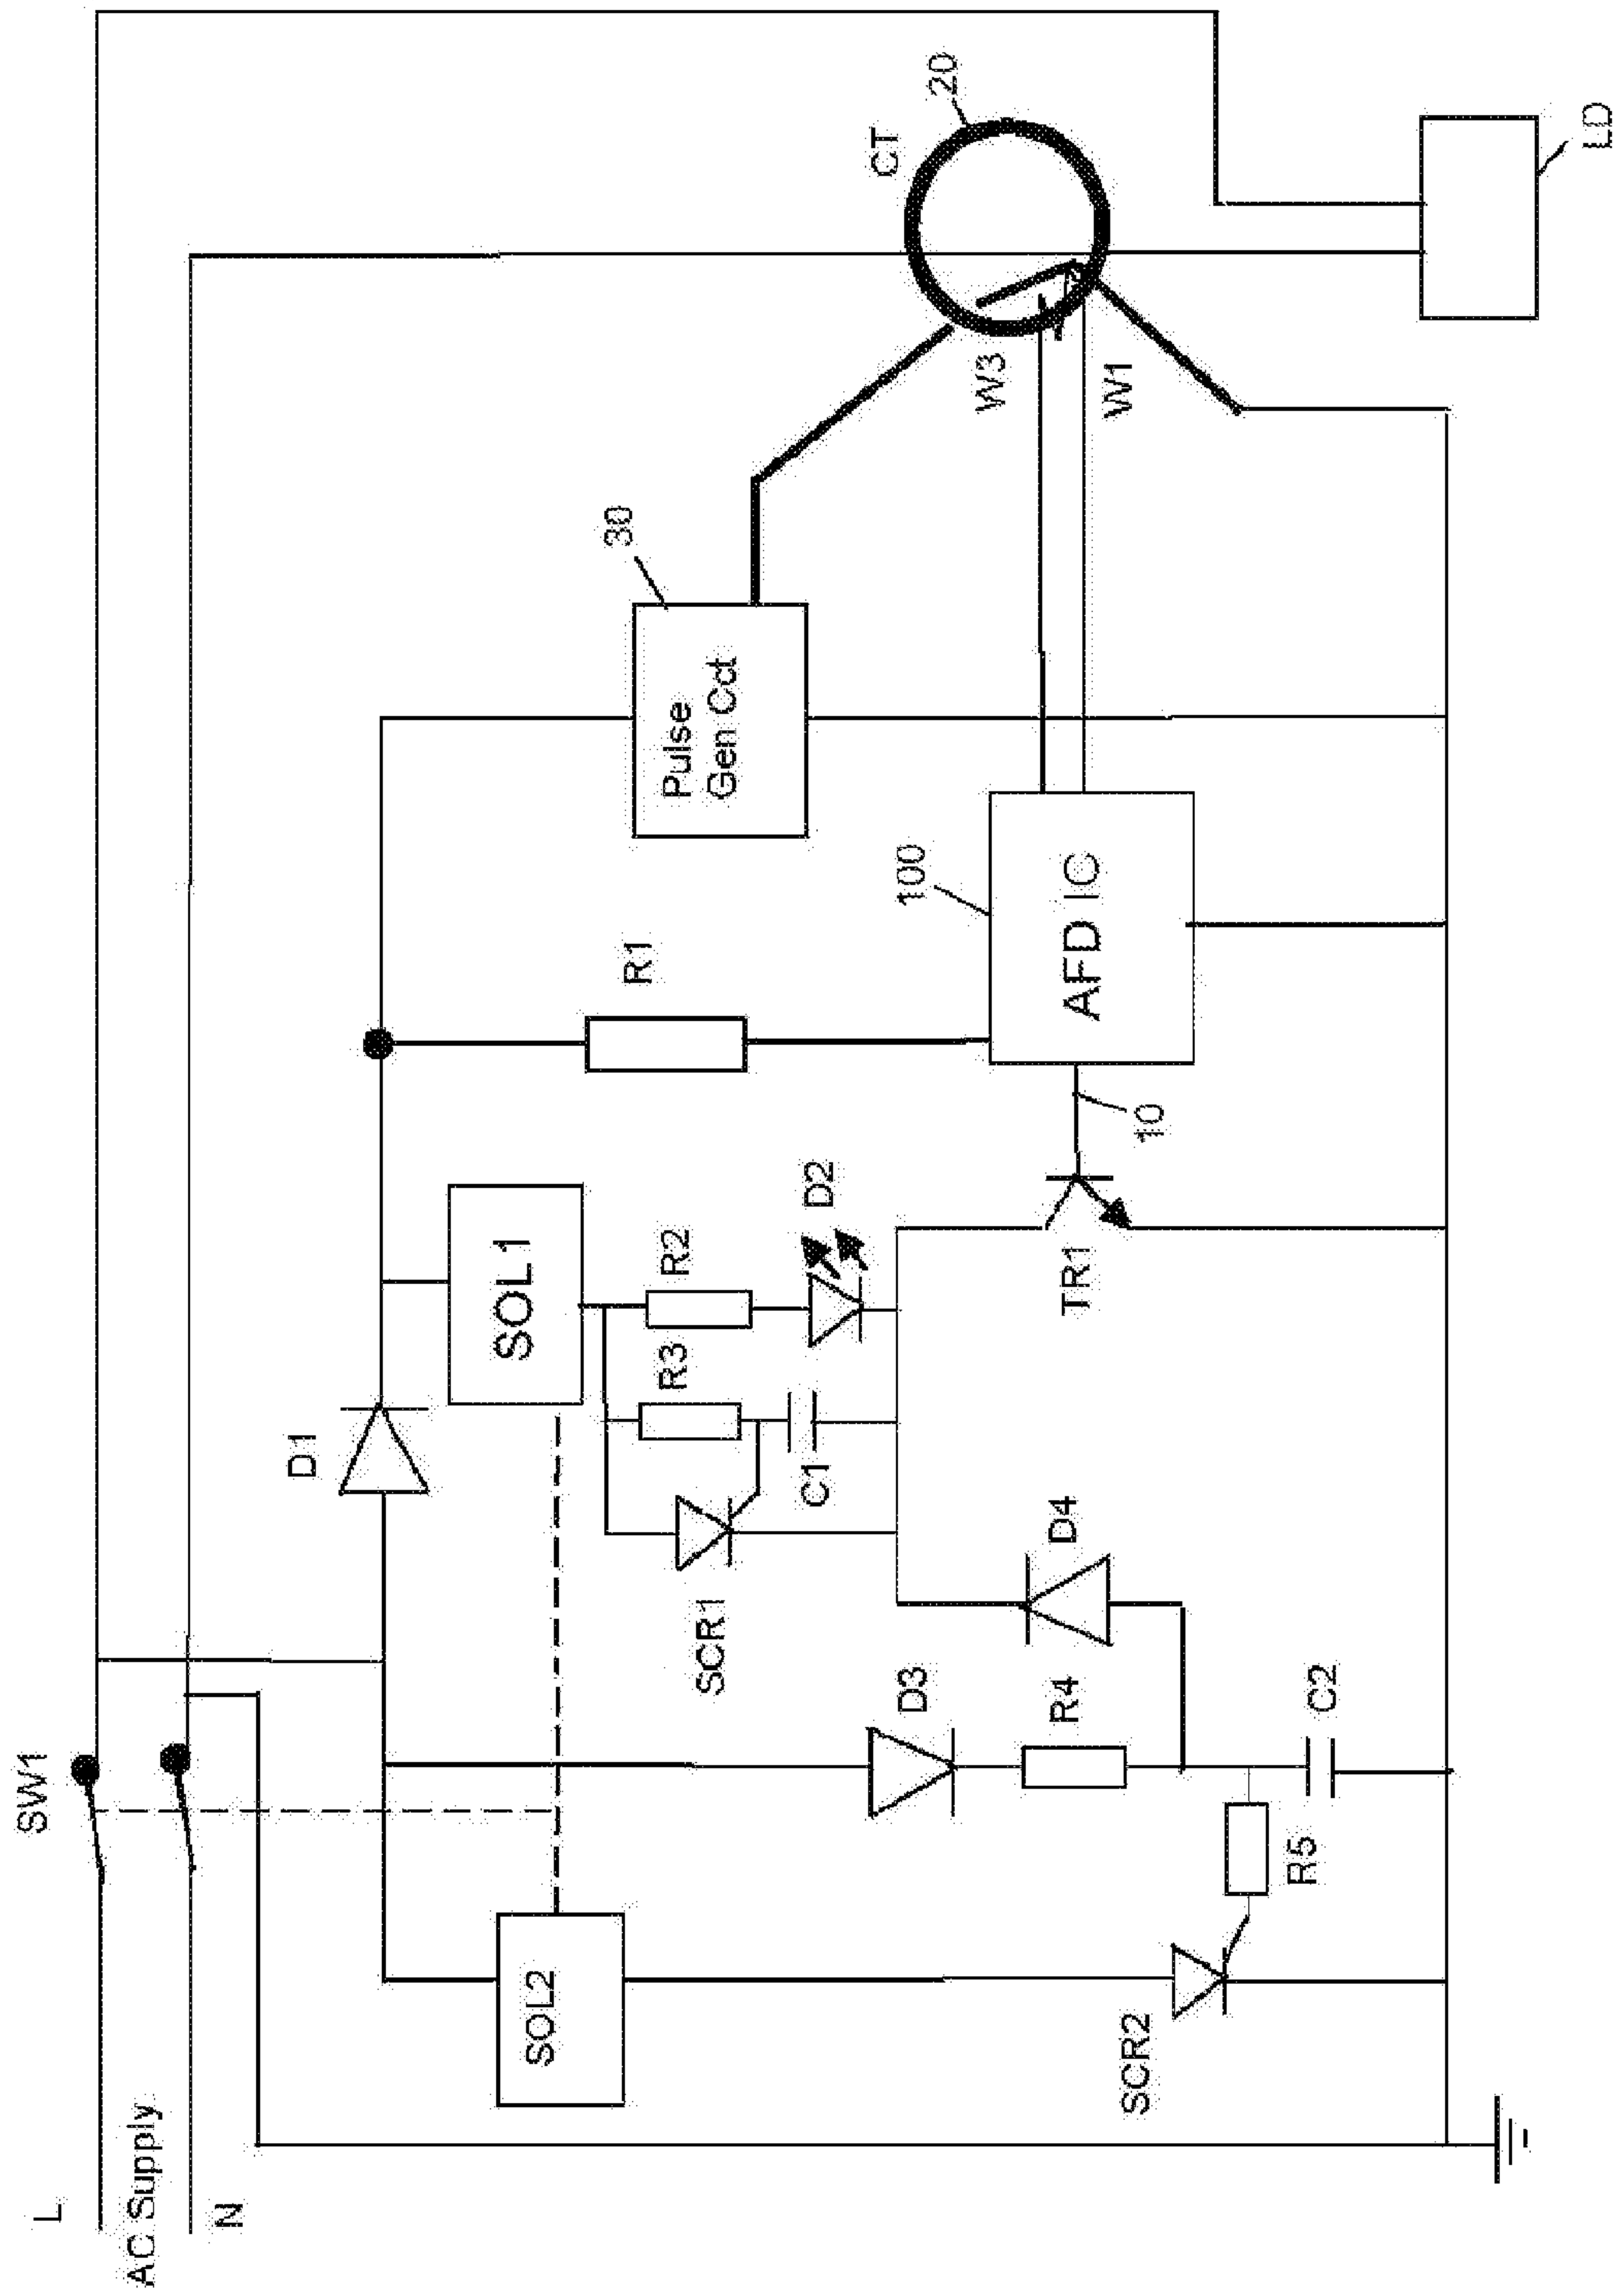 L
AC Supply
N
SW1
SOL2
D1
SOL1
SCR2
R5
C2
R4
D3
D4
SCR1
C1
R3
R2
D2
TR1
10
R1
100
AFD IC
30
Pulse
Gen Cct
W3
W1
CT
20
LD